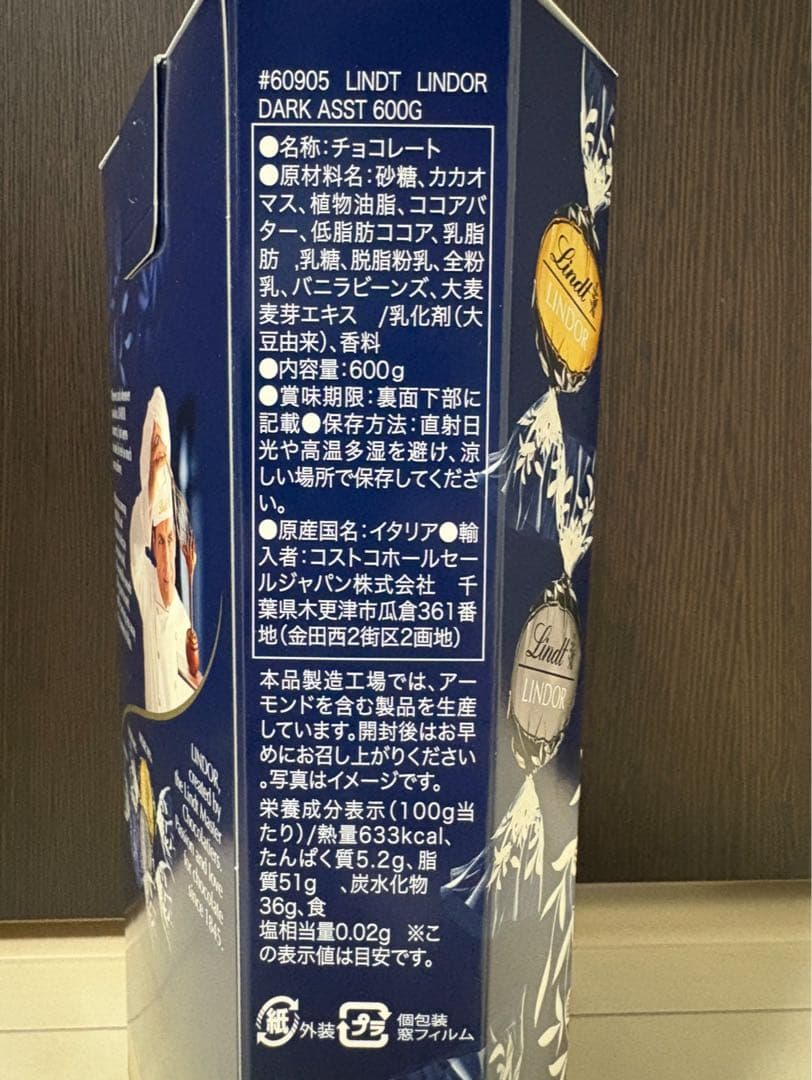 #60905 LINDT LINDOR
DARK ASST 600G
●名称:チョコレート
●原材料名:砂糖、カカオ
マス、植物油脂、ココアバ
ター、低脂肪ココア、乳脂
肪 ,乳糖、脱脂粉乳、全粉
乳、バニラビーンズ、大麦
麦芽エキス /乳化剤(大
豆由来)、香料
●内容量:600g
●賞味期限:裏面下部に
記載●保存方法:直射日
光や高温多湿を避け、涼
しい場所で保存してくださ
い。
●原産国名:イタリア●輸
入者:コストコホールセー
ルジャパン株式会社 千
葉県木更津市瓜倉361番
地(金田西2街区2画地)
本品製造工場では、アー
モンドを含む製品を生産
しています。開封後はお早
めにお召し上がりください
。写真はイメージです。
栄養成分表示(100g当
たり)/熱量633kcal、
たんぱく質5.2g、脂
質51g 、炭水化物
36g、食
塩相当量0.02g ※こ
の表示値は目安です。
紙
外装
プラ
個包装
窓フィルム
Lindt
LINDOR
Lindt
LINDOR
LINDOR,
created by
the Lindt Master
Chocolatiers
Passion and love
for chocolate
since 1845.